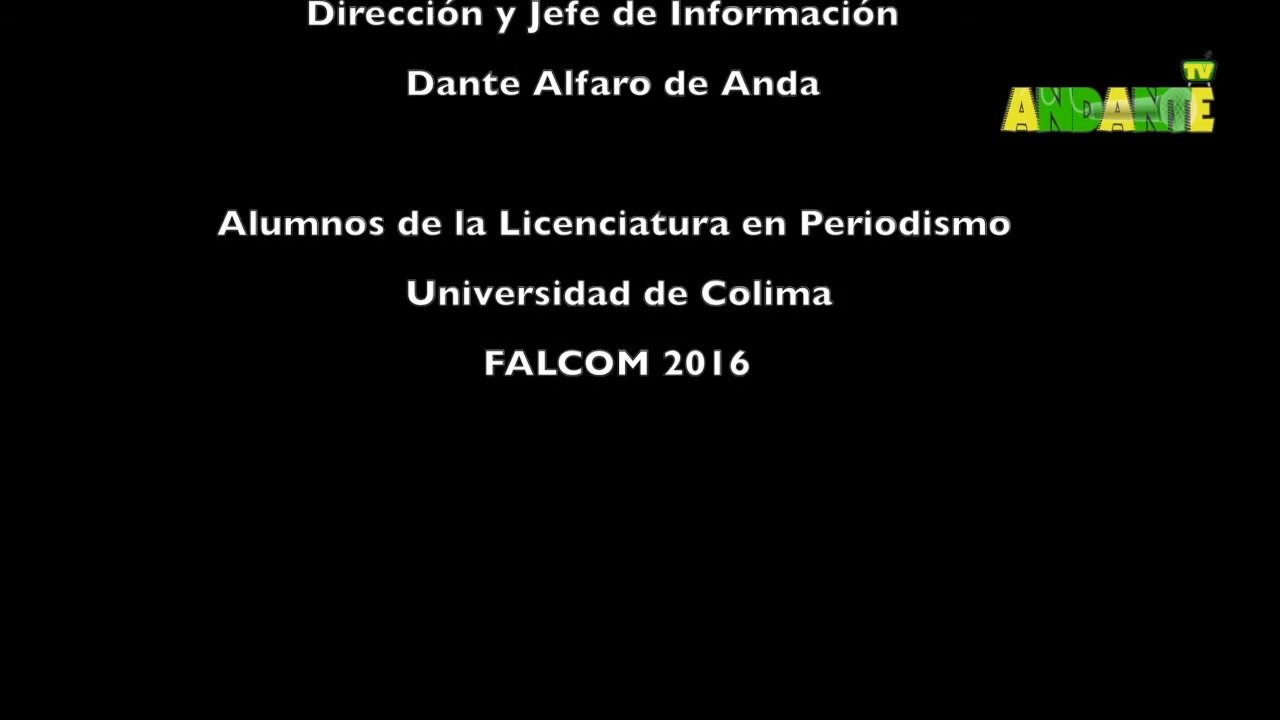 Dirección y Jefe de Información
Dante Alfaro de Anda
TV
ANDANTE
Alumnos de la Licenciatura en Periodismo
Universidad de Colima
FALCOM 2016